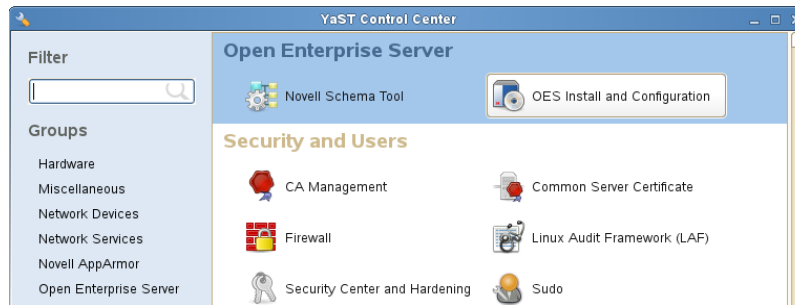 YaST Control Center
Filter
Groups
Hardware
Miscellaneous
Network Devices
Network Services
Novell AppArmor
Open Enterprise Server
Open Enterprise Server
Novell Schema Tool
OES Install and Configuration
Security and Users
CA Management
Common Server Certificate
Firewall
Linux Audit Framework (LAF)
Security Center and Hardening
Sudo